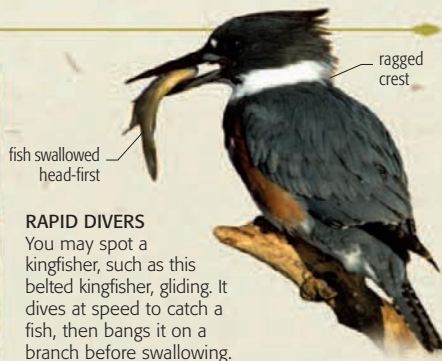 ragged
crest
fish swallowed
head-first
RAPID DIVERS
You may spot a
kingfisher, such as this
belted kingfisher, gliding. It
dives at speed to catch a
fish, then bangs it on a
branch before swallowing.